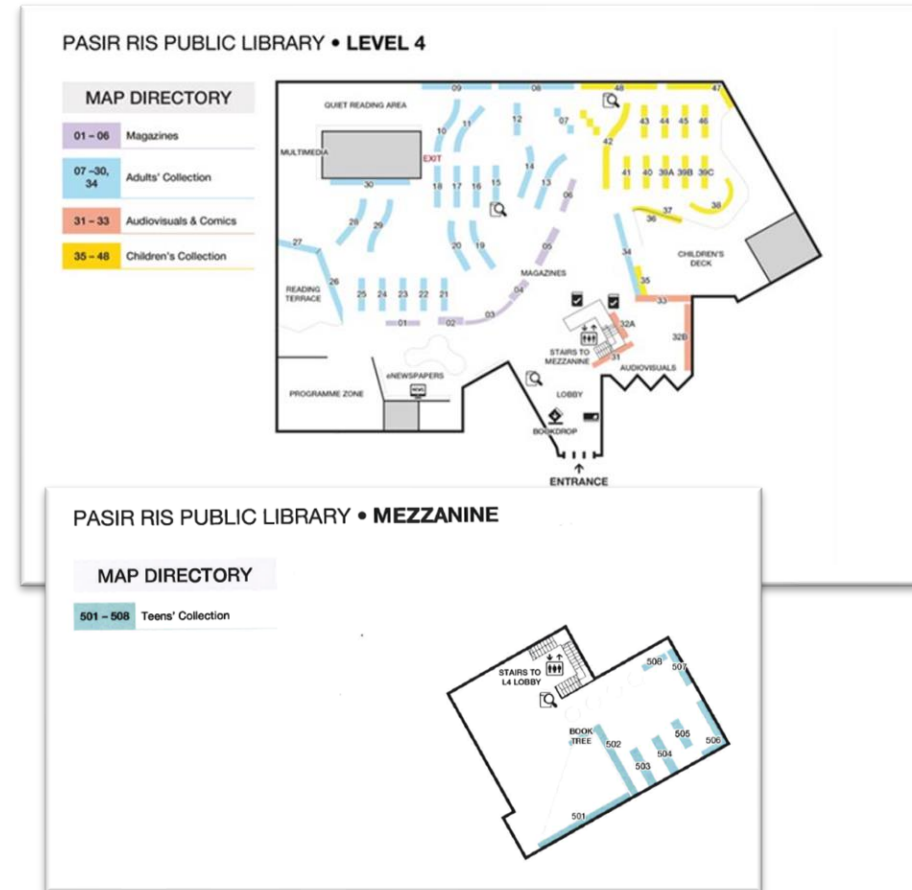 PASIR RIS PUBLIC LIBRARY • LEVEL 4
MAP DIRECTORY
01 – 06 Magazines
07 –30,
34
Adults' Collection
31 – 33 Audiovisuals & Comics
35 – 48 Children's Collection
QUIET READING AREA
MULTIMEDIA
EXIT
09
08
48
47
10
11
12
07
42
43
44
45
46
30
18
17
16
15
14
13
06
41
40
39A
39B
39C
28
29
20
19
05
37
36
38
27
26
34
35
CHILDREN'S
DECK
MAGAZINES
READING
TERRACE
25
24
23
22
21
04
03
02
01
33
32A
32B
31
STAIRS TO
MEZZANINE
AUDIOVISUALS
eNEWSPAPERS
NEWS
PROGRAMME ZONE
LOBBY
BOOKDROP
ENTRANCE
PASIR RIS PUBLIC LIBRARY • MEZZANINE
MAP DIRECTORY
501 – 508 Teens' Collection
STAIRS TO
L4 LOBBY
508
507
BOOK
TREE
502
505
506
504
503
501